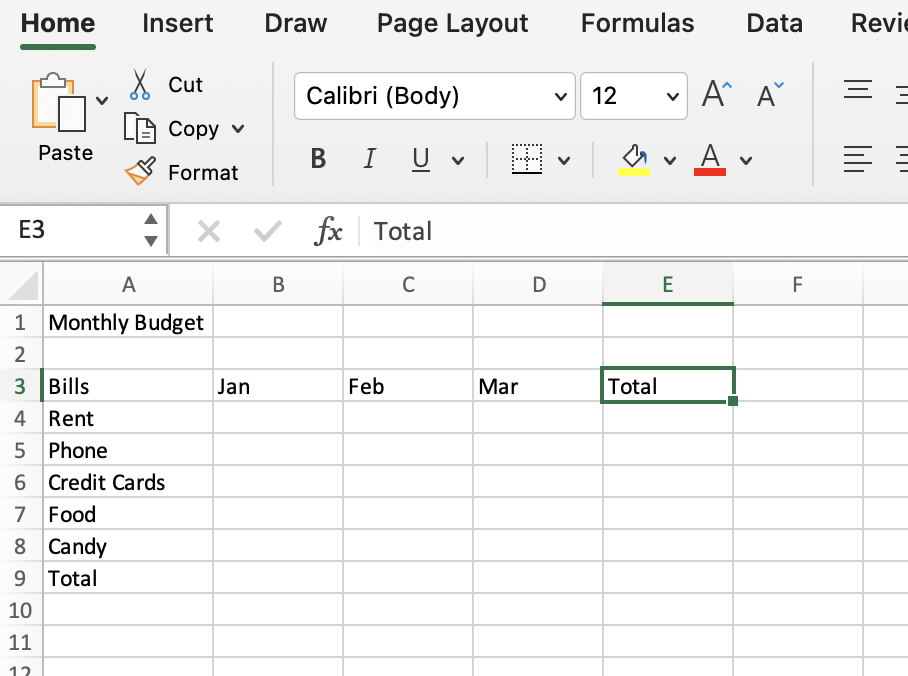 Home Insert Draw Page Layout Formulas Data Revie
Cut
Calibri (Body) 12 A A
Copy
Paste
B I U A
Format
E3 fx Total
A B C D E F
1 Monthly Budget
2
3 Bills Jan Feb Mar Total
4 Rent
5 Phone
6 Credit Cards
7 Food
8 Candy
9 Total
10
11
12